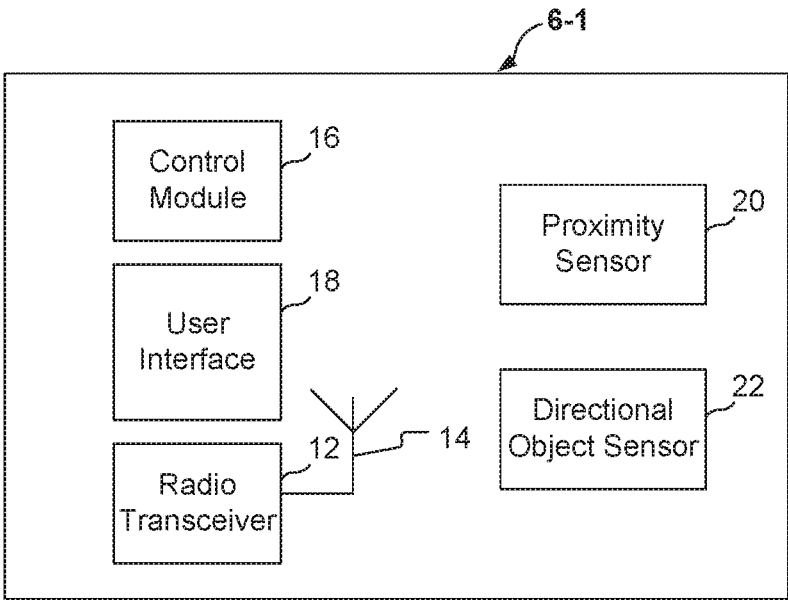 6-1
Control
Module
16
User
Interface
18
Radio
Transceiver
12
14
Proximity
Sensor
20
Directional
Object Sensor
22